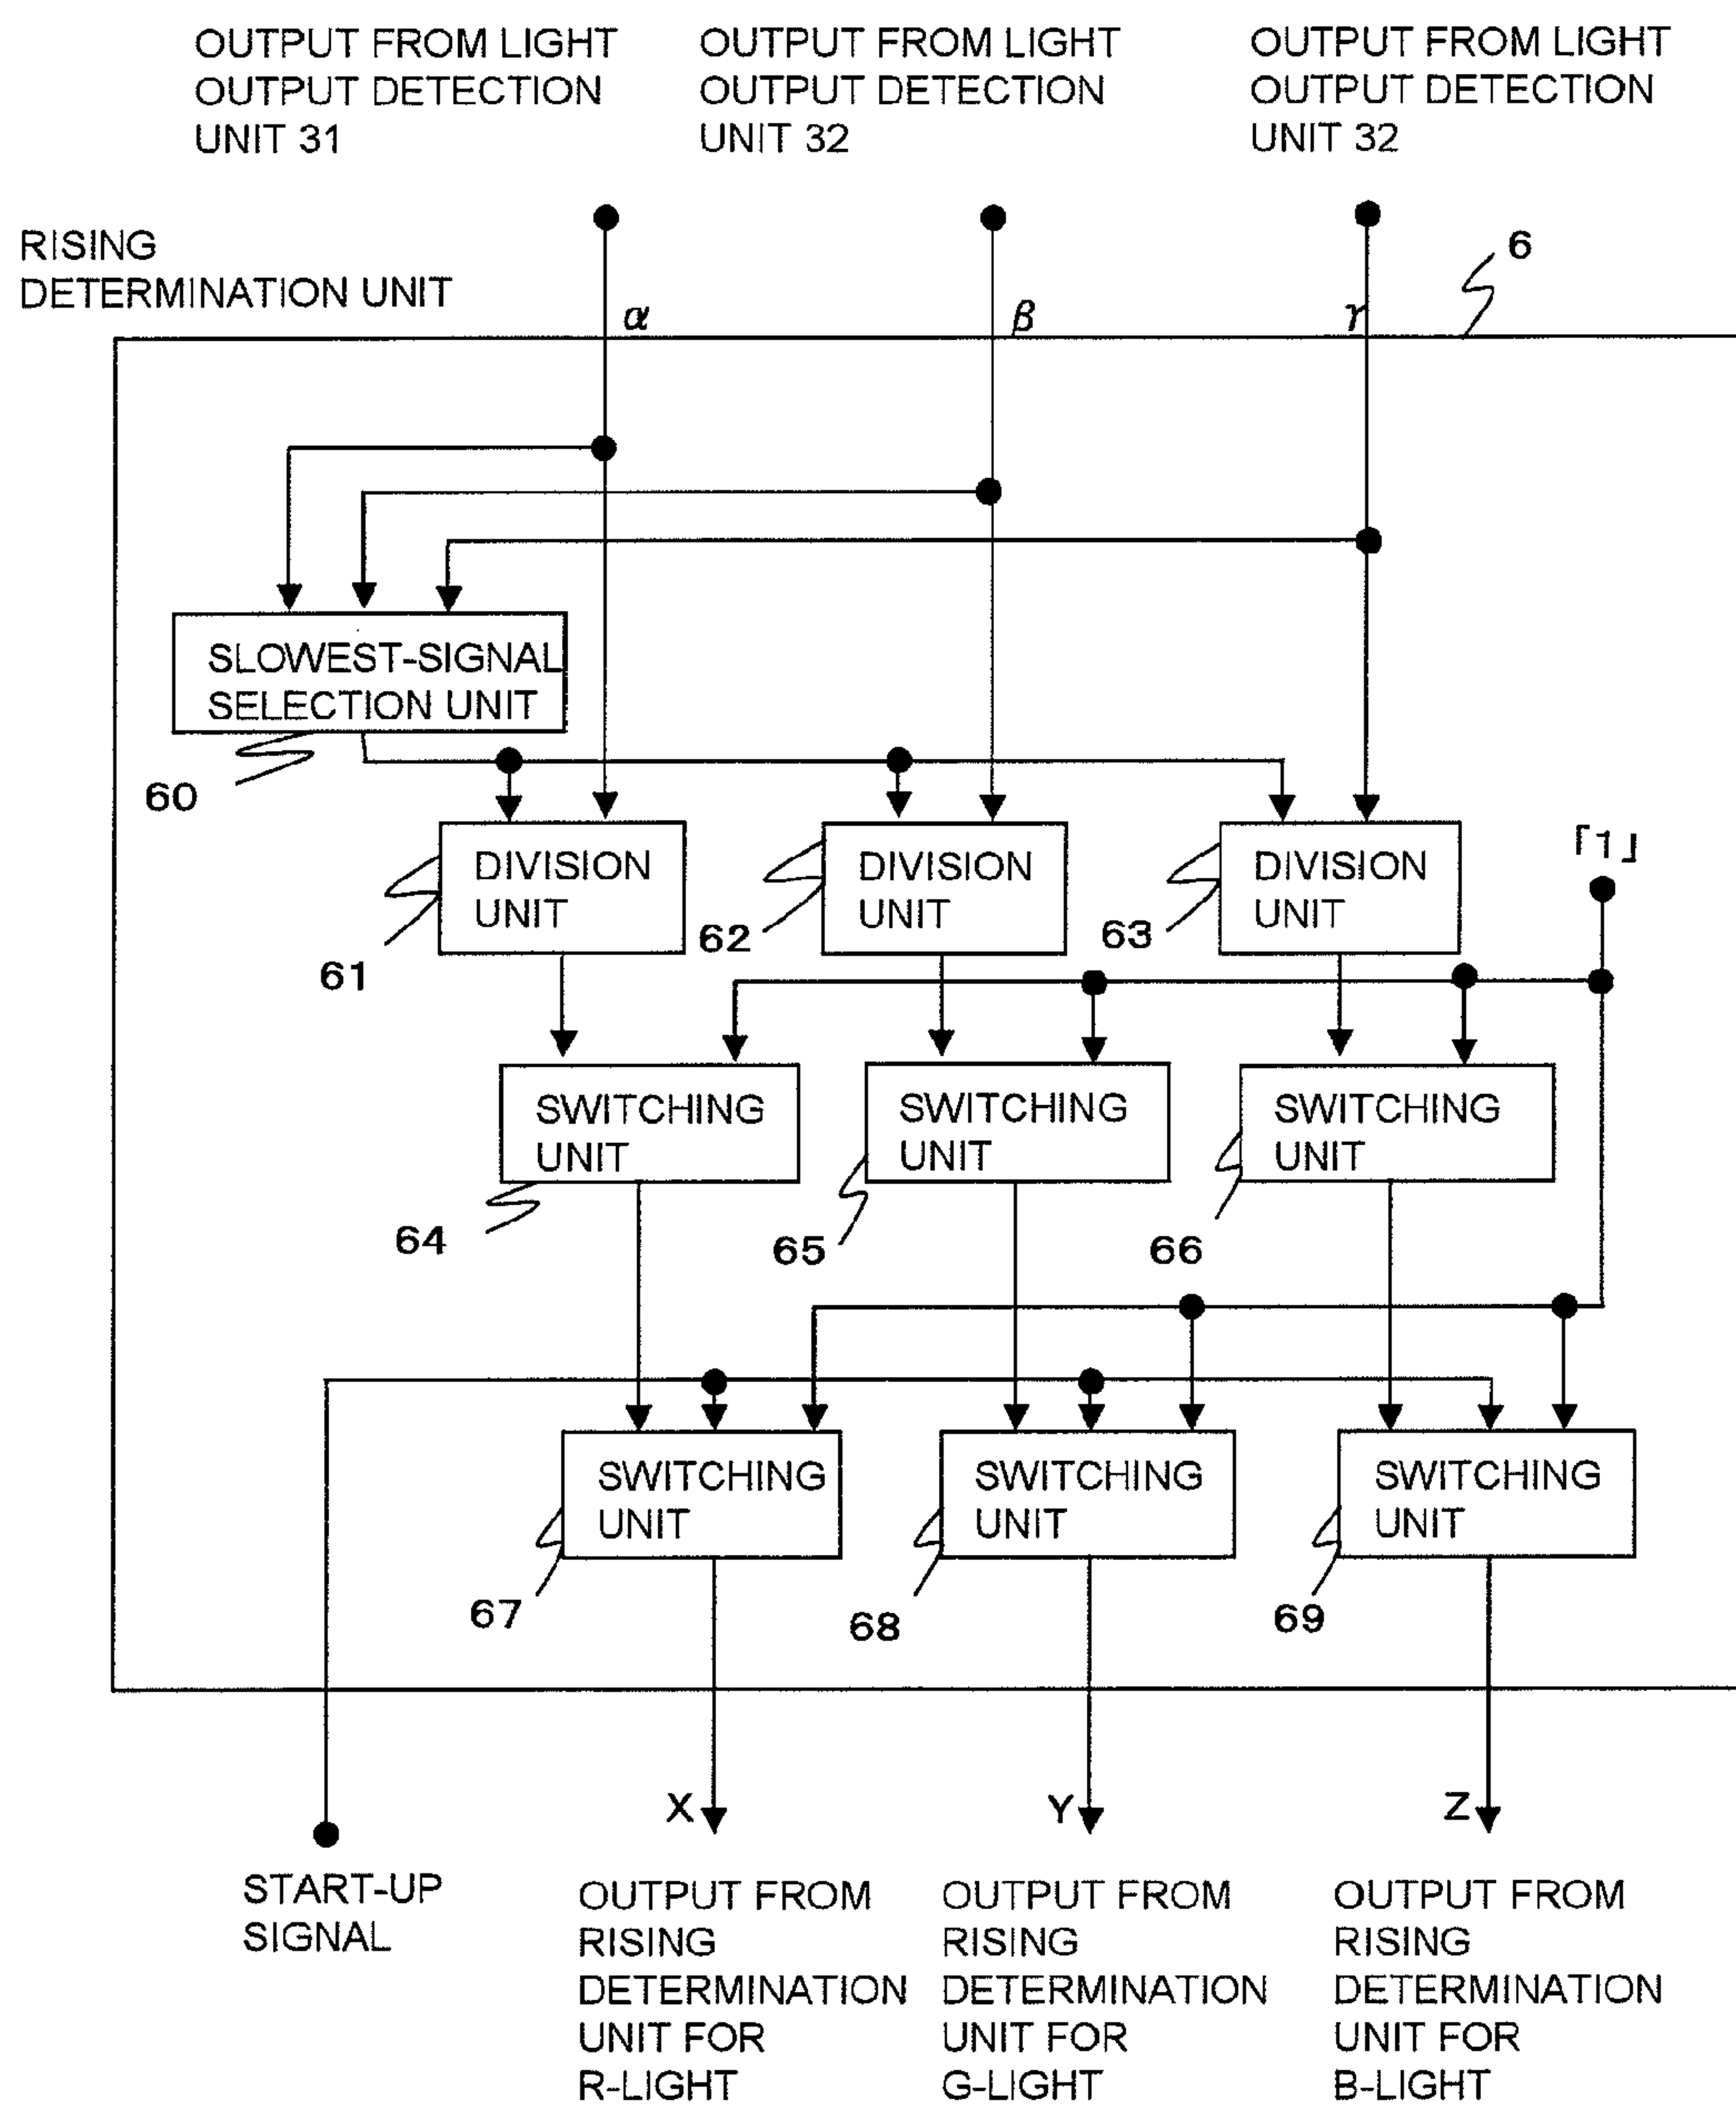 OUTPUT FROM LIGHT
OUTPUT DETECTION
UNIT 31
OUTPUT FROM LIGHT
OUTPUT DETECTION
UNIT 32
OUTPUT FROM LIGHT
OUTPUT DETECTION
UNIT 32
RISING
DETERMINATION UNIT
6
α
β
γ
SLOWEST-SIGNAL
SELECTION UNIT
60
DIVISION
UNIT
61
DIVISION
UNIT
62
DIVISION
UNIT
63
「1」
SWITCHING
UNIT
64
SWITCHING
UNIT
65
SWITCHING
UNIT
66
SWITCHING
UNIT
67
SWITCHING
UNIT
68
SWITCHING
UNIT
69
X
Y
Z
START-UP
SIGNAL
OUTPUT FROM
RISING
DETERMINATION
UNIT FOR
R-LIGHT
OUTPUT FROM
RISING
DETERMINATION
UNIT FOR
G-LIGHT
OUTPUT FROM
RISING
DETERMINATION
UNIT FOR
B-LIGHT